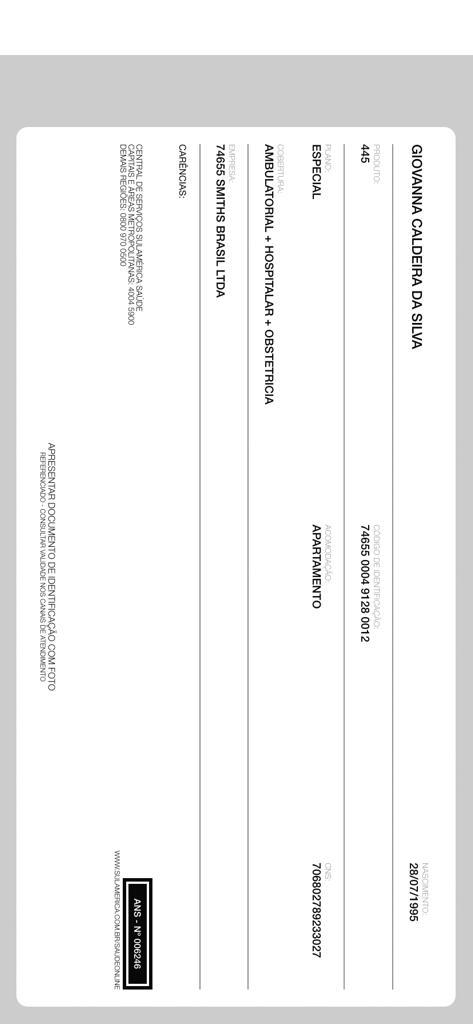 GIOVANNA CALDEIRA DA SILVA
NASCIMENTO:
28/07/1995
PRODUTO:
445
CÓDIGO DE IDENTIFICAÇÃO:
74655 0004 9128 0012
PLANO:
ESPECIAL
ACOMODAÇÃO:
APARTAMENTO
CNS:
706802789233027
COBERTURA:
AMBULATORIAL + HOSPITALAR + OBSTETRICIA
EMPRESA:
74655 SMITHS BRASIL LTDA
CARÊNCIAS:
CENTRAL DE SERVIÇOS SULAMÉRICA SAÚDE
CAPITAIS E ÁREAS METROPOLITANAS: 4004 5900
DEMAIS REGIÕES: 0800 970 0500
ANS - Nº 006246
WWW.SULAMERICA.COM.BR/SAUDEONLINE
APRESENTAR DOCUMENTO DE IDENTIFICAÇÃO COM FOTO
REFERENCIADO - CONSULTAR VALIDADE NOS CANAIS DE ATENDIMENTO